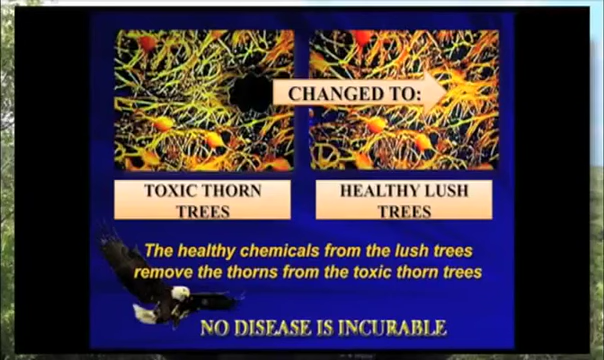 CHANGED TO:
TOXIC THORN
TREES
HEALTHY LUSH
TREES
The healthy chemicals from the lush trees
remove the thorns from the toxic thorn trees
NO DISEASE IS INCURABLE